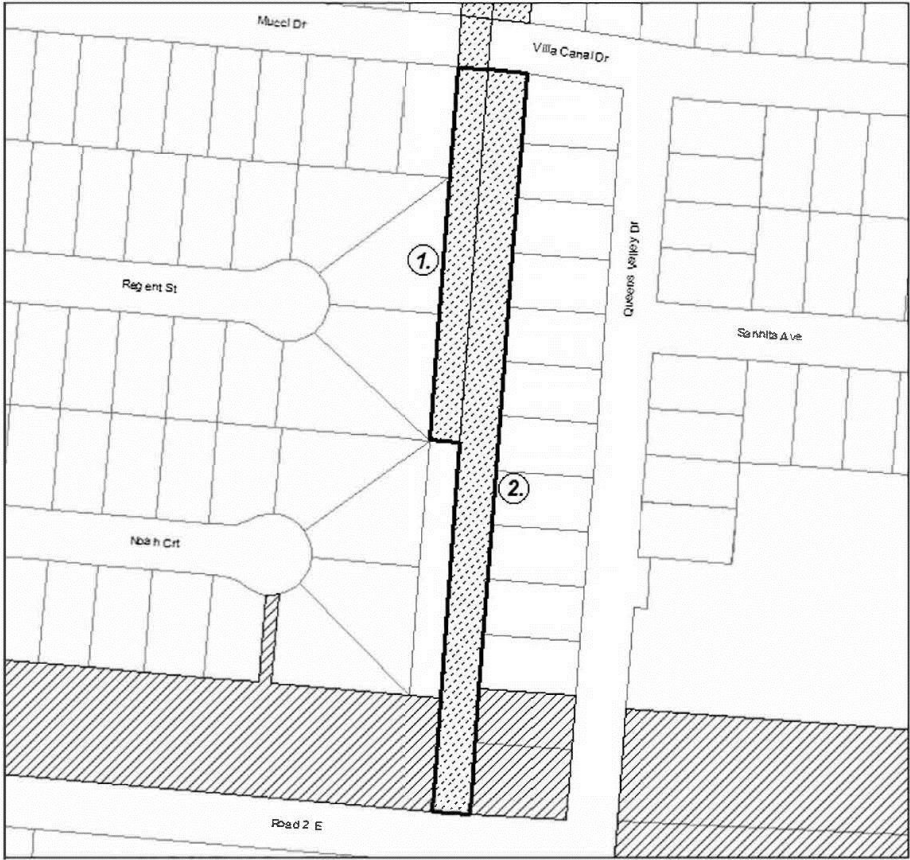 Mucci Dr
Villa Canal Dr
1.
Queens Valley Dr
Regent St
Sannita Ave
2.
Noah Crt
Road 2 E